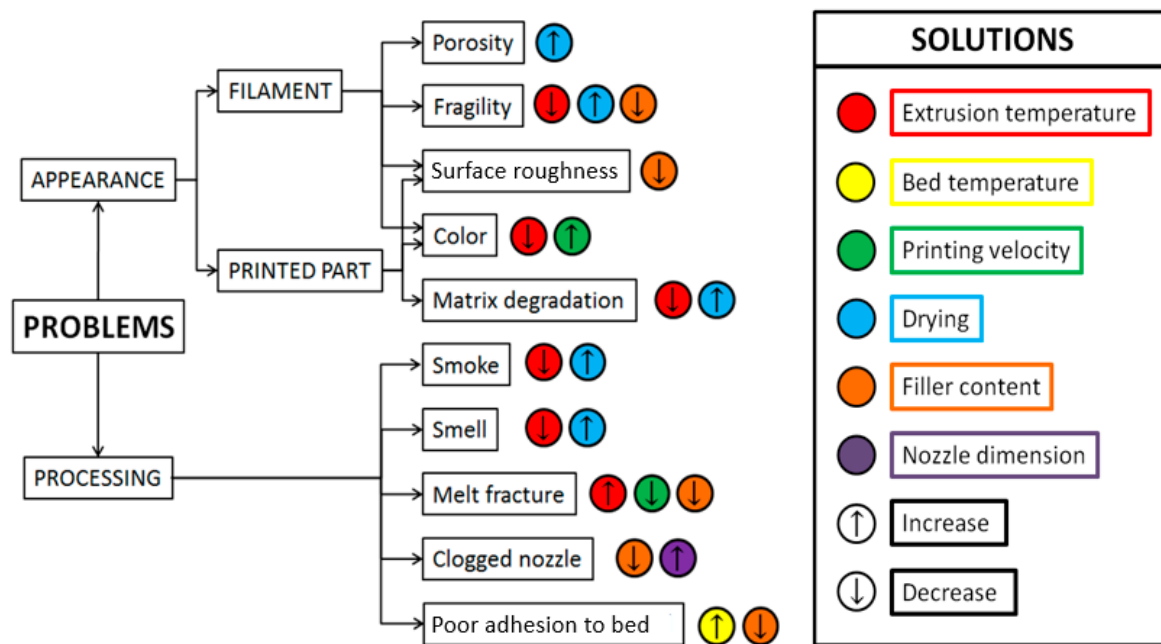 PROBLEMS
APPEARANCE
FILAMENT
PRINTED PART
Porosity ↑
Fragility ↓ ↑ ↓
Surface roughness ↓
Color ↓ ↑
Matrix degradation ↓ ↑
PROCESSING
Smoke ↓ ↑
Smell ↓ ↑
Melt fracture ↑ ↓ ↓
Clogged nozzle ↓ ↑
Poor adhesion to bed ↑ ↓
SOLUTIONS
Extrusion temperature
Bed temperature
Printing velocity
Drying
Filler content
Nozzle dimension
↑ Increase
↓ Decrease